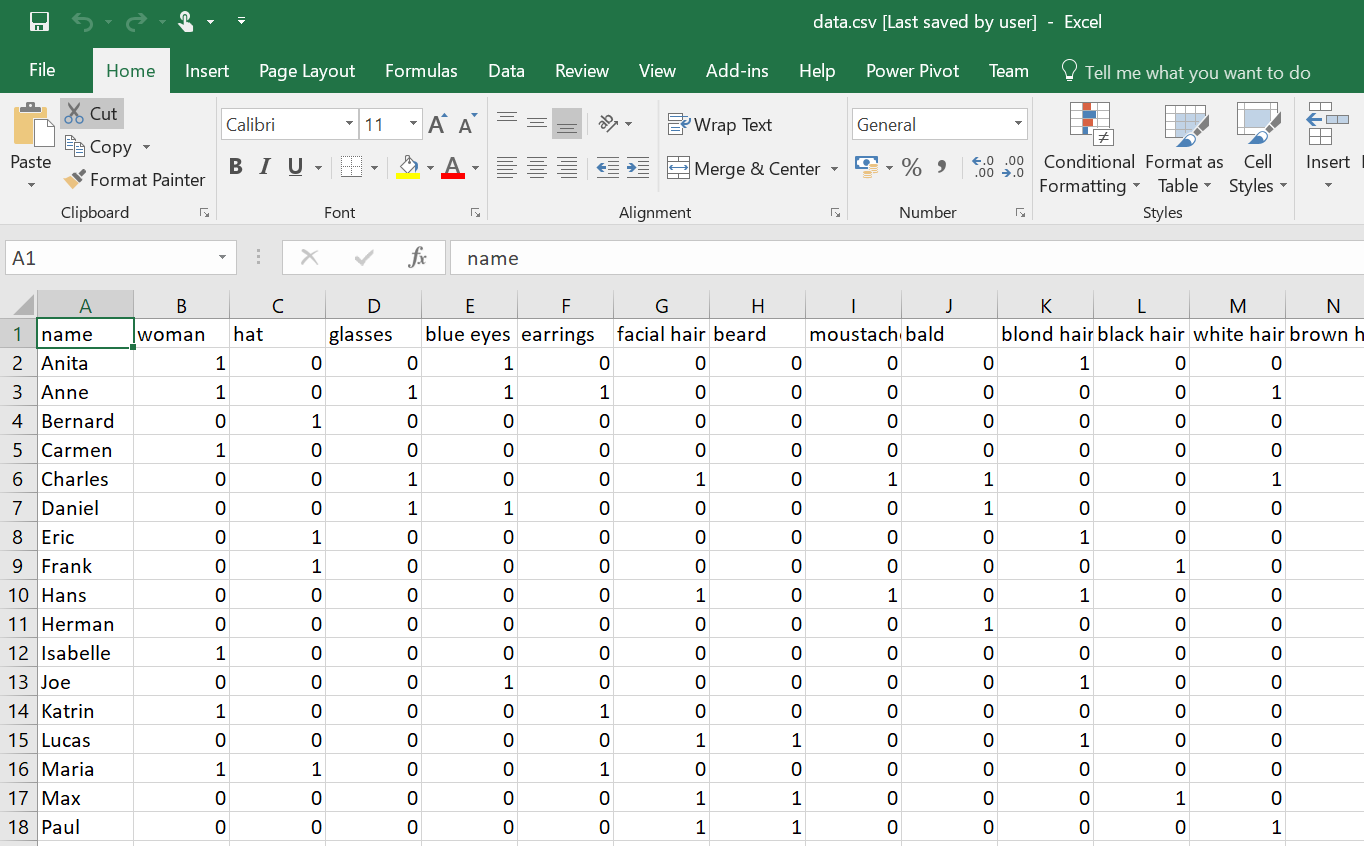 data.csv [Last saved by user] - Excel
File Home Insert Page Layout Formulas Data Review View Add-ins Help Power Pivot Team Tell me what you want to do
Paste
Cut
Copy
Format Painter
Clipboard
Calibri 11
B I U A
Font
Wrap Text
Merge & Center
Alignment
General
% , .0 .00 .00 .0
Number
Conditional Formatting
Format as Table
Cell Styles
Styles
Insert
A1 fx name
A B C D E F G H I J K L M N
1 name woman hat glasses blue eyes earrings facial hair beard moustach bald blond hair black hair white hair brown h
2 Anita 1 0 0 1 0 0 0 0 0 1 0 0
3 Anne 1 0 1 1 1 0 0 0 0 0 0 1
4 Bernard 0 1 0 0 0 0 0 0 0 0 0 0
5 Carmen 1 0 0 0 0 0 0 0 0 0 0 0
6 Charles 0 0 1 0 0 1 0 1 1 0 0 1
7 Daniel 0 0 1 1 0 0 0 0 1 0 0 0
8 Eric 0 1 0 0 0 0 0 0 0 1 0 0
9 Frank 0 1 0 0 0 0 0 0 0 0 1 0
10 Hans 0 0 0 0 0 1 0 1 0 1 0 0
11 Herman 0 0 0 0 0 0 0 0 1 0 0 0
12 Isabelle 1 0 0 0 0 0 0 0 0 0 0 0
13 Joe 0 0 0 1 0 0 0 0 0 1 0 0
14 Katrin 1 0 0 0 1 0 0 0 0 0 0 0
15 Lucas 0 0 0 0 0 1 1 0 0 1 0 0
16 Maria 1 1 0 0 1 0 0 0 0 0 0 0
17 Max 0 0 0 0 0 1 1 0 0 0 1 0
18 Paul 0 0 0 0 0 1 1 0 0 0 0 1